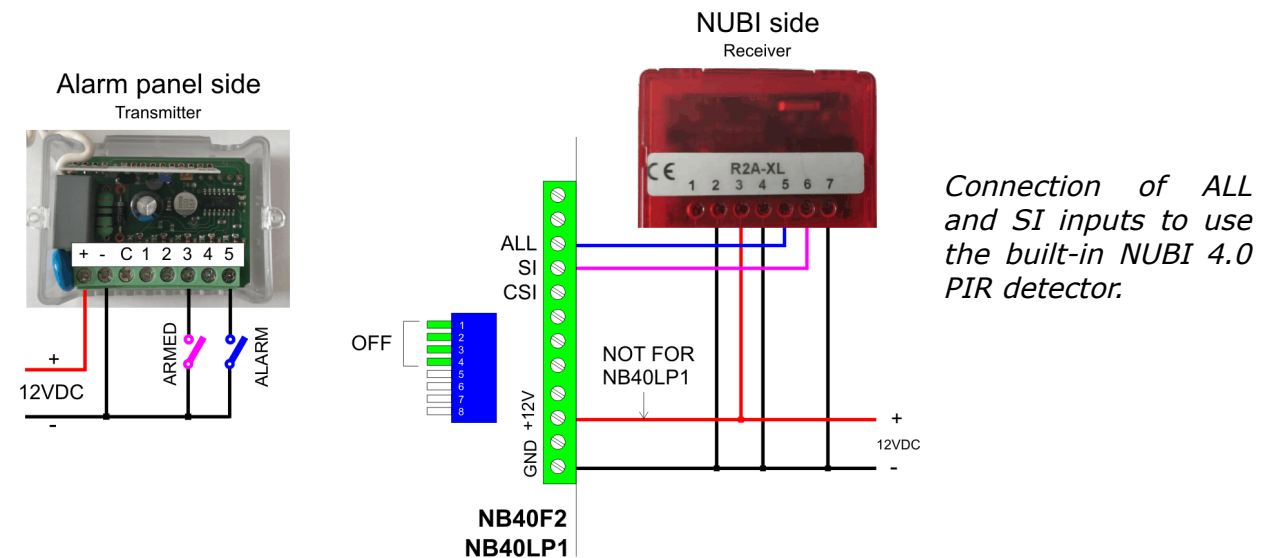 NUBI side
Receiver
Alarm panel side
Transmitter
+ - C 1 2 3 4 5
ARMED
ALARM
+
12VDC
-
CE
R2A-XL
1 2 3 4 5 6 7
ALL
SI
CSI
OFF
1
2
3
4
5
6
7
8
NOT FOR
NB40LP1
+12V
GND
+
12VDC
-
NB40F2
NB40LP1
Connection of ALL
and SI inputs to use
the built-in NUBI 4.0
PIR detector.